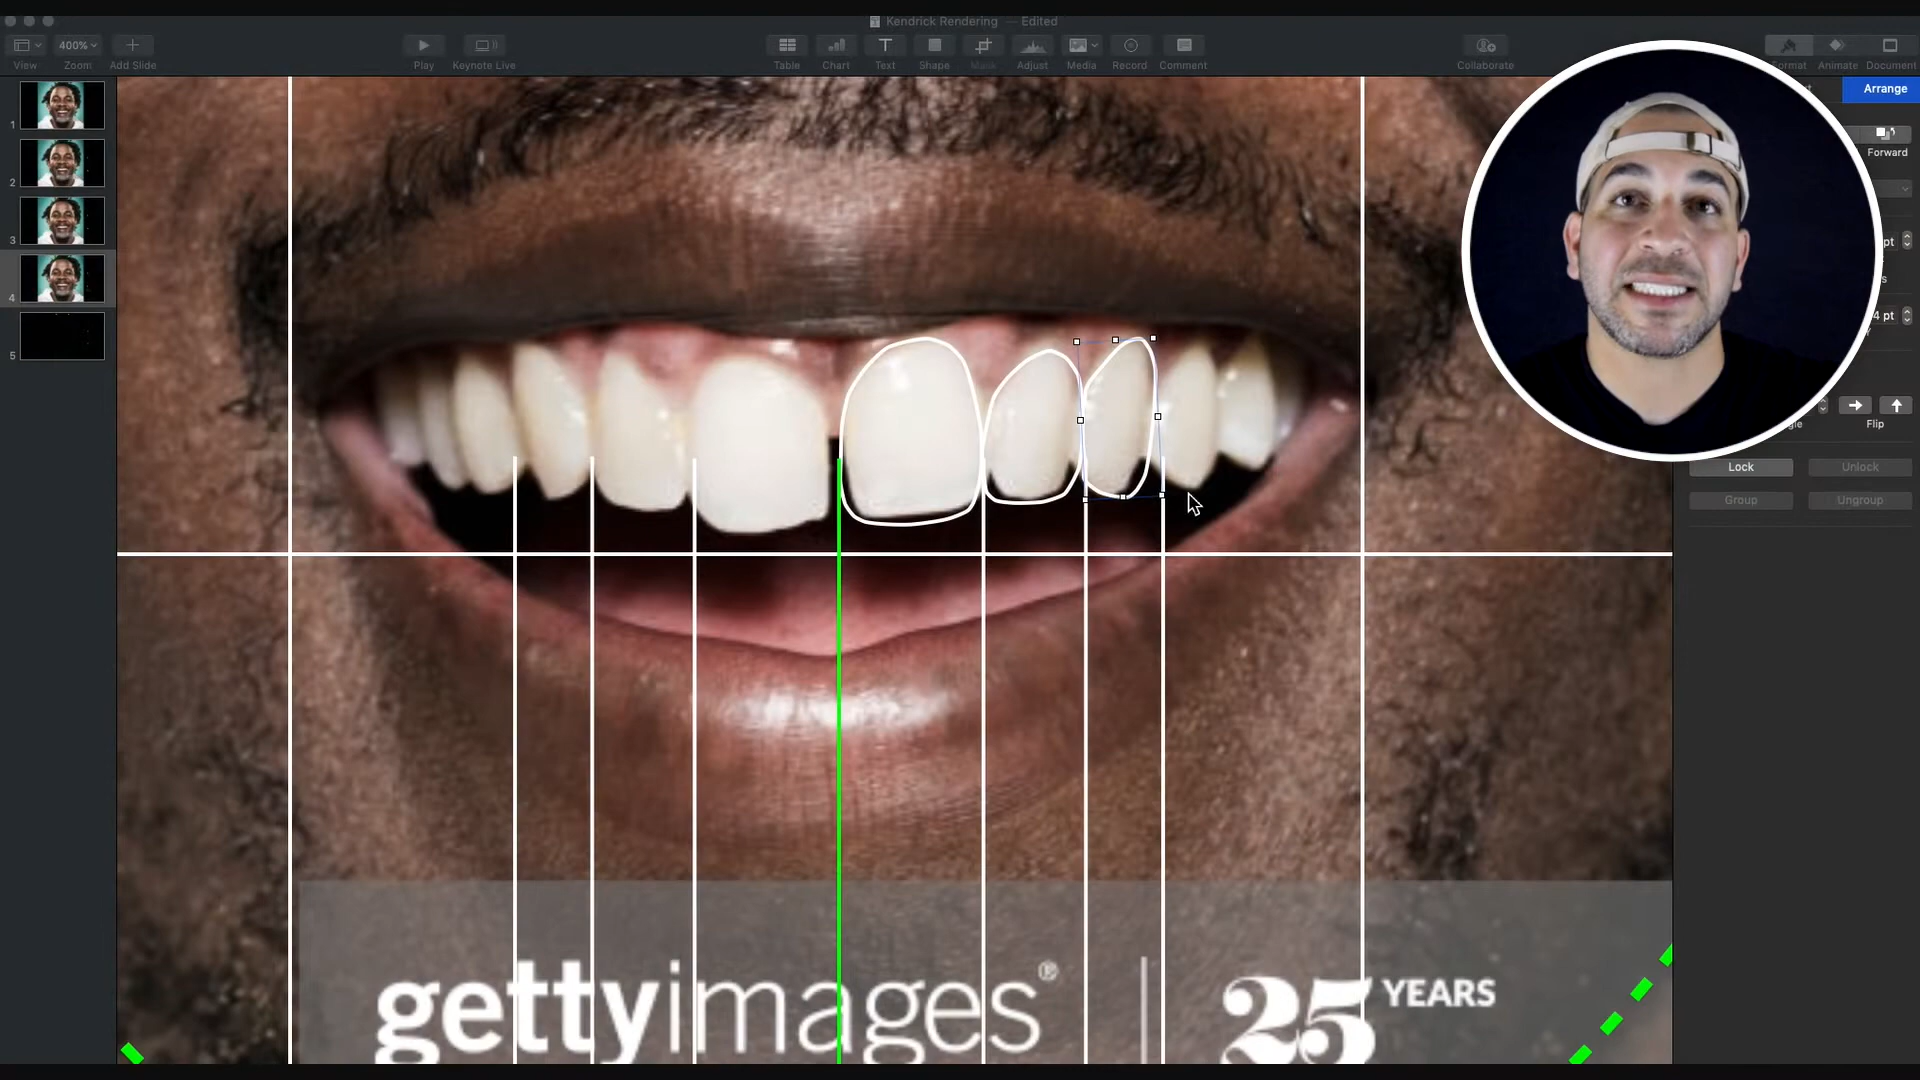 Kendrick Rendering — Edited
400%
View Zoom Add Slide Play Keynote Live Table Chart Text Shape Mask Adjust Media Record Comment Collaborate Format Animate Document
Arrange
Forward
1
2
3
4
5
pt
s
4 pt
Flip
Lock Unlock
Group Ungroup
gettyimages® 25 YEARS